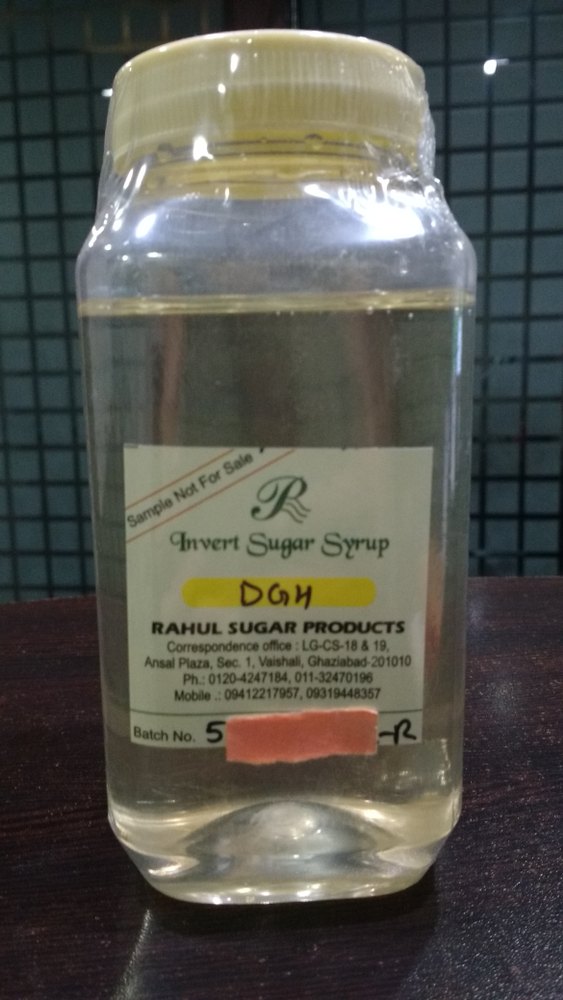 Sample Not For Sale
R
Invert Sugar Syrup
DGH
RAHUL SUGAR PRODUCTS
Correspondence office : LG-CS-18 & 19,
Ansal Plaza, Sec. 1, Vaishali, Ghaziabad-201010
Ph.: 0120-4247184, 011-32470196
Mobile .: 09412217957, 09319448357
Batch No. 5 -R